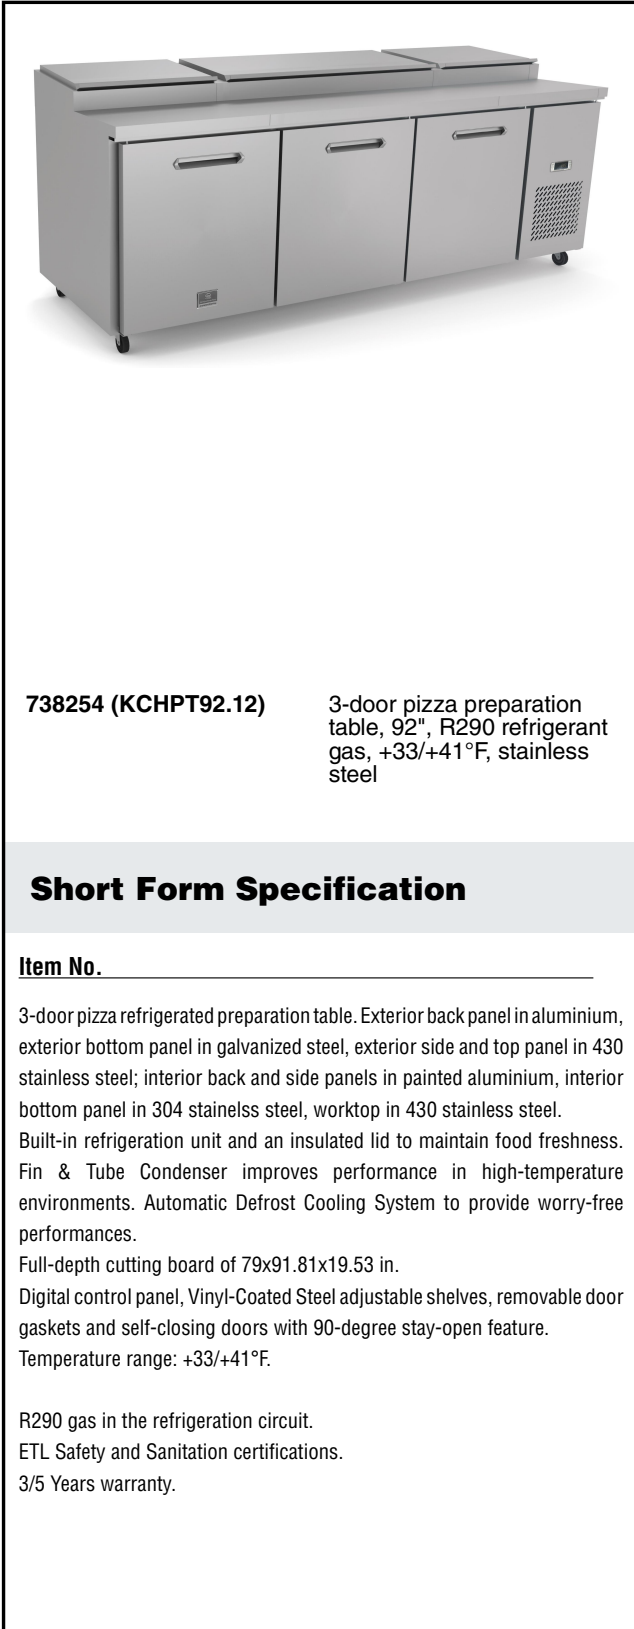 738254 (KCHPT92.12)
3-door pizza preparation
table, 92", R290 refrigerant
gas, +33/+41°F, stainless
steel
Short Form Specification
Item No.
3-door pizza refrigerated preparation table. Exterior back panel in aluminium,
exterior bottom panel in galvanized steel, exterior side and top panel in 430
stainless steel; interior back and side panels in painted aluminium, interior
bottom panel in 304 stainelss steel, worktop in 430 stainless steel.
Built-in refrigeration unit and an insulated lid to maintain food freshness.
Fin & Tube Condenser improves performance in high-temperature
environments. Automatic Defrost Cooling System to provide worry-free
performances.
Full-depth cutting board of 79x91.81x19.53 in.
Digital control panel, Vinyl-Coated Steel adjustable shelves, removable door
gaskets and self-closing doors with 90-degree stay-open feature.
Temperature range: +33/+41°F.
R290 gas in the refrigeration circuit.
ETL Safety and Sanitation certifications.
3/5 Years warranty.